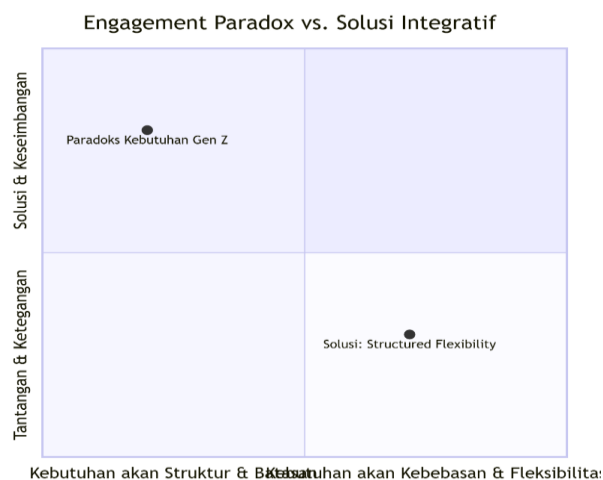 Engagement Paradox vs. Solusi Integratif
Solusi & Keseimbangan
Paradoks Kebutuhan Gen Z
Tantangan & Ketegangan
Solusi: Structured Flexibility
Kebutuhan akan Struktur & Batasan
Kebutuhan akan Kebebasan & Fleksibilitas